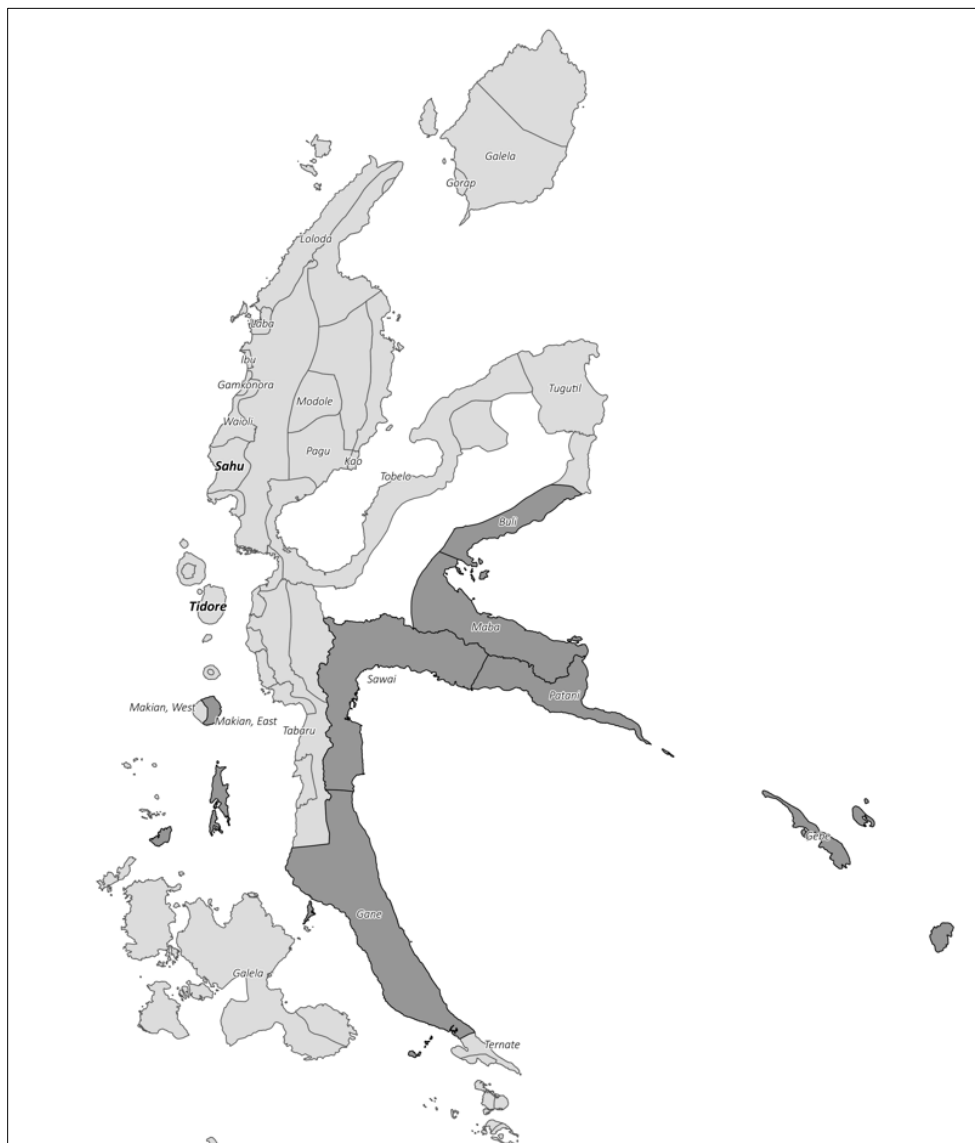 Galela
Gorap
Loloda
Laba
Ibu
Gamkonora
Modole
Tugutil
Waioli
Pagu
Kao
Sahu
Tobelo
Buli
Tidore
Maba
Sawai
Patani
Makian, West
Makian, East
Tabaru
Gebe
Gane
Galela
Ternate